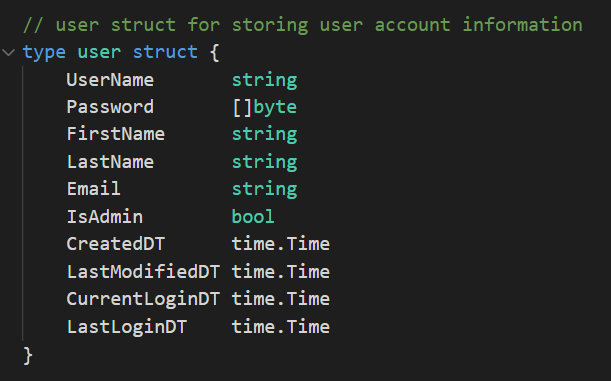 // user struct for storing user account information
type user struct {
    UserName       string
    Password       []byte
    FirstName      string
    LastName       string
    Email          string
    IsAdmin        bool
    CreatedDT      time.Time
    LastModifiedDT time.Time
    CurrentLoginDT time.Time
    LastLoginDT    time.Time
}